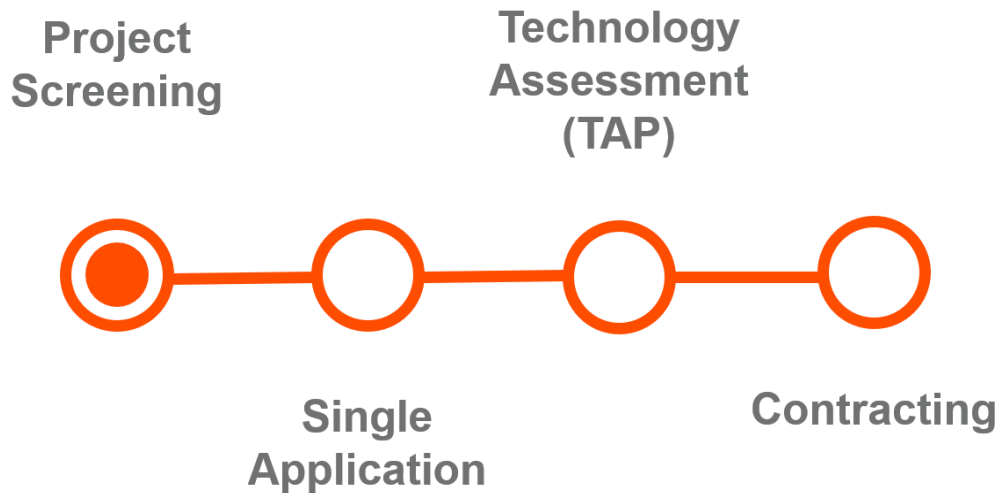 Project
Screening
Single
Application
Technology
Assessment
(TAP)
Contracting